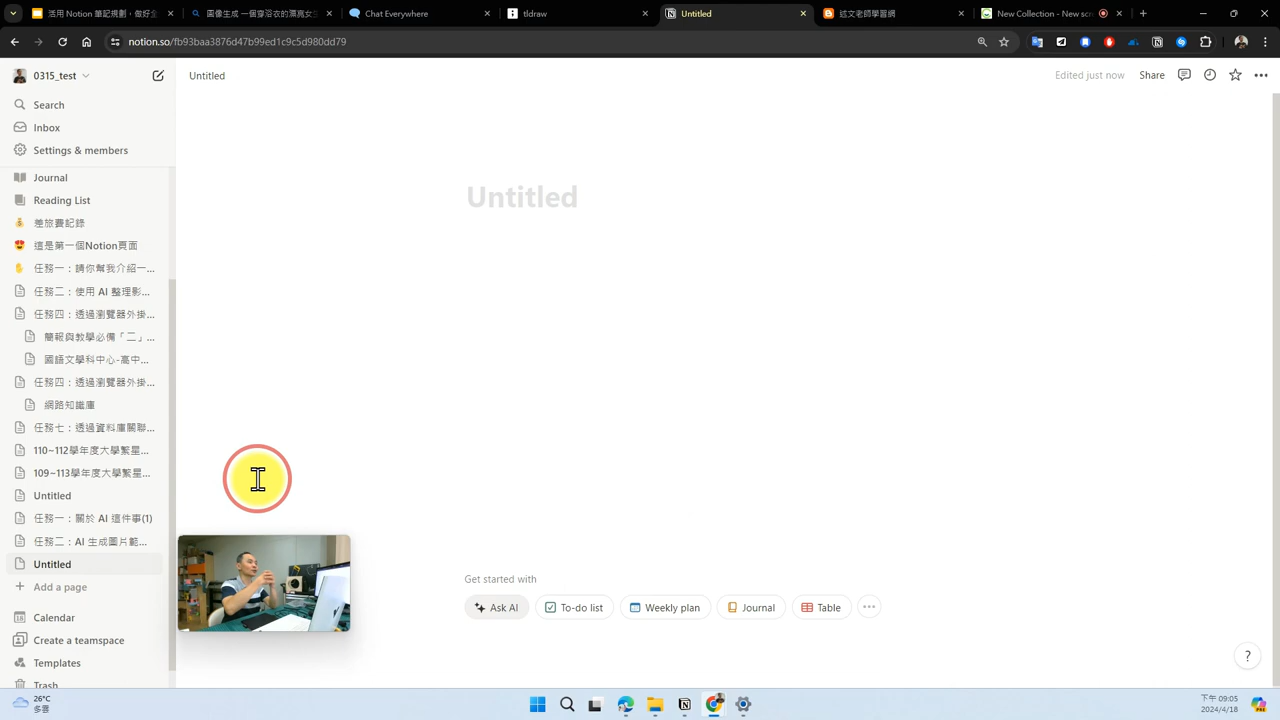 活用 Notion 筆記規劃，做好全
圖像生成 一個穿浴衣的漂亮女生
Chat Everywhere
tldraw
Untitled
述文老師學習網
New Collection - New scr
notion.so/fb93baa3876d47b99ed1c9c5d980dd79
0315_test
Untitled
Edited just now
Share
Search
Inbox
Settings & members
Journal
Reading List
差旅費記錄
這是第一個Notion頁面
任務一：請你幫我介紹一...
任務二：使用 AI 整理影...
任務四：透過瀏覽器外掛...
簡報與教學必備「二」...
國語文學科中心-高中...
任務四：透過瀏覽器外掛...
網路知識庫
任務七：透過資料庫關聯...
110~112學年度大學繁星...
109~113學年度大學繁星...
Untitled
任務一：關於 AI 這件事(1)
任務二：AI 生成圖片範...
Untitled
Add a page
Calendar
Create a teamspace
Templates
Trash
Untitled
Get started with
Ask AI
To-do list
Weekly plan
Journal
Table
?
26°C
多雲
下午 09:05
2024/4/18